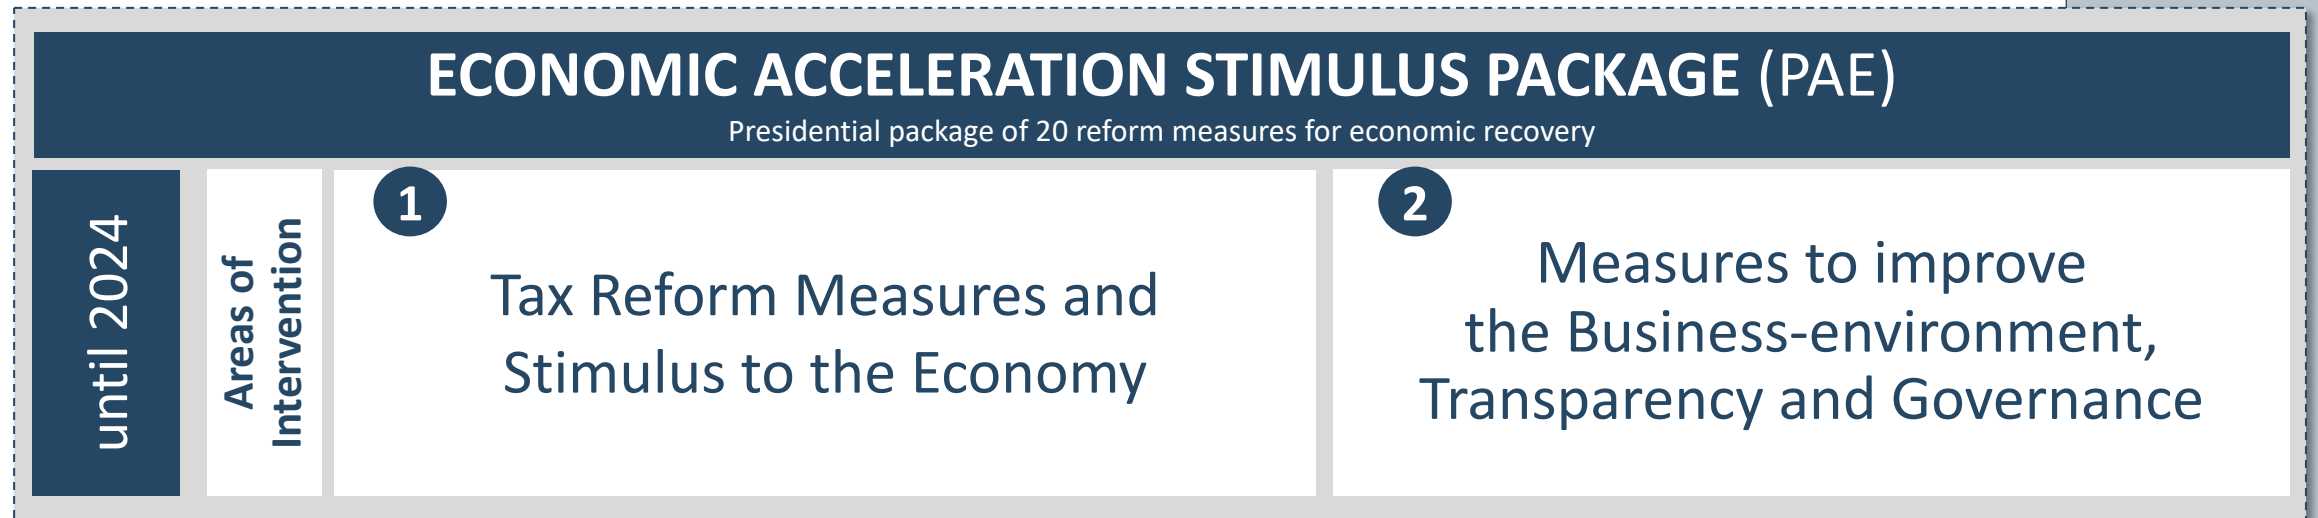 ECONOMIC ACCELERATION STIMULUS PACKAGE (PAE)
Presidential package of 20 reform measures for economic recovery
until 2024
Areas of
Intervention
1
Tax Reform Measures and
Stimulus to the Economy
2
Measures to improve
the Business-environment,
Transparency and Governance